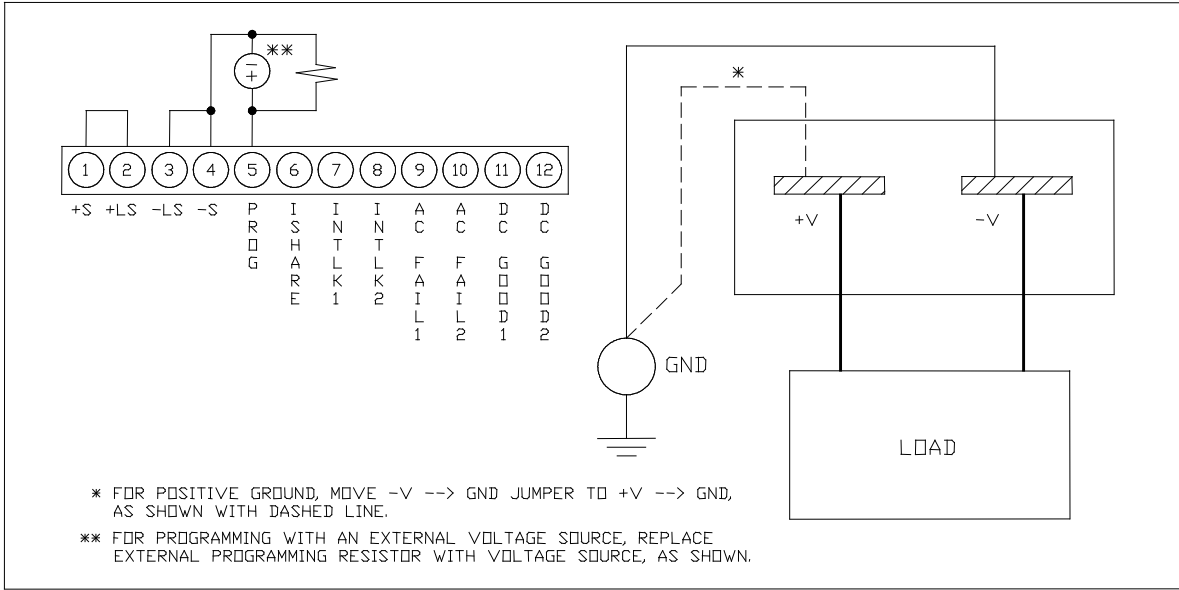 **
- +
*
1 2 3 4 5 6 7 8 9 10 11 12
+S +LS -LS -S PROG ISHARE INTLK1 INTLK2 AC FAIL1 AC FAIL2 DC GOOD1 DC GOOD2
+V -V
GND
LOAD
* FOR POSITIVE GROUND, MOVE -V --> GND JUMPER TO +V --> GND,
AS SHOWN WITH DASHED LINE.
** FOR PROGRAMMING WITH AN EXTERNAL VOLTAGE SOURCE, REPLACE
EXTERNAL PROGRAMMING RESISTOR WITH VOLTAGE SOURCE, AS SHOWN.